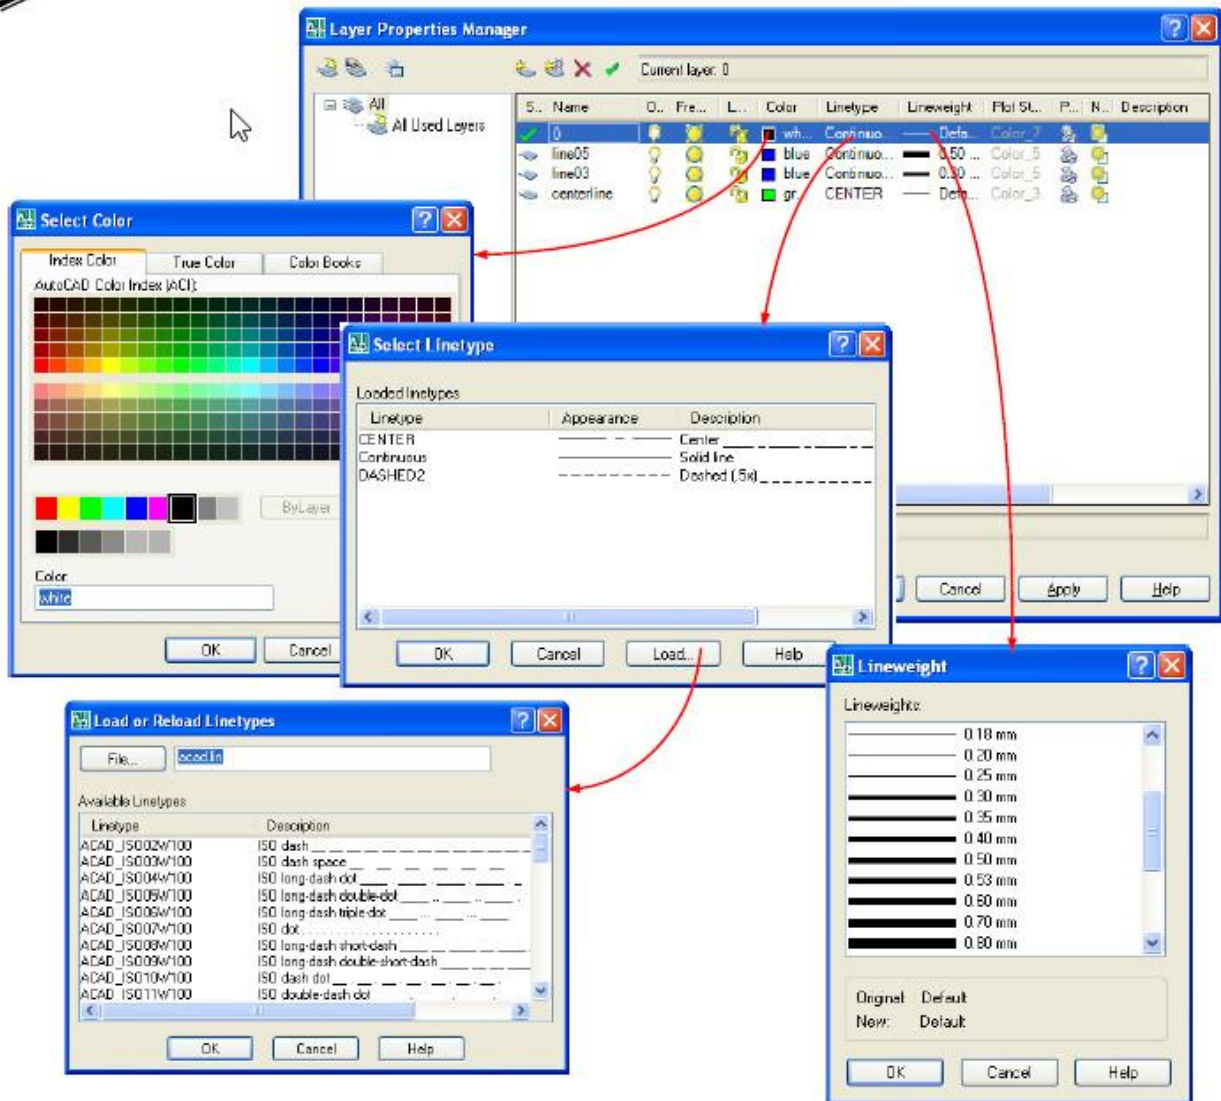 Layer Properties Manager
Current layer: 0
All
All Used Layers
S.. Name O.. Fre... L... Color Linetype Lineweight Plot St... P... N.. Description
0 wh... Continuo... Defa... Color_7
line05 blue Continuo... 0.50 ... Color_5
line03 blue Continuo... 0.30 ... Color_5
centerline gr... CENTER Defa... Color_3
Cancel Apply Help
Select Color
Index Color True Color Color Books
AutoCAD Color Index (ACI):
ByLayer
Color:
white
OK Cancel
Select Linetype
Loaded linetypes
Linetype Appearance Description
CENTER Center
Continuous Solid line
DASHED2 Dashed (.5x)
OK Cancel Load... Help
Load or Reload Linetypes
File... acad.lin
Available Linetypes
Linetype Description
ACAD_ISO02W100 ISO dash
ACAD_ISO03W100 ISO dash space
ACAD_ISO04W100 ISO long-dash dot
ACAD_ISO05W100 ISO long-dash double-dot
ACAD_ISO06W100 ISO long-dash triple-dot
ACAD_ISO07W100 ISO dot
ACAD_ISO08W100 ISO long-dash short-dash
ACAD_ISO09W100 ISO long-dash double-short-dash
ACAD_ISO10W100 ISO dash dot
ACAD_ISO11W100 ISO double-dash dot
OK Cancel Help
Lineweight
Lineweights:
0.18 mm
0.20 mm
0.25 mm
0.30 mm
0.35 mm
0.40 mm
0.50 mm
0.53 mm
0.60 mm
0.70 mm
0.80 mm
Original: Default
New: Default
OK Cancel Help